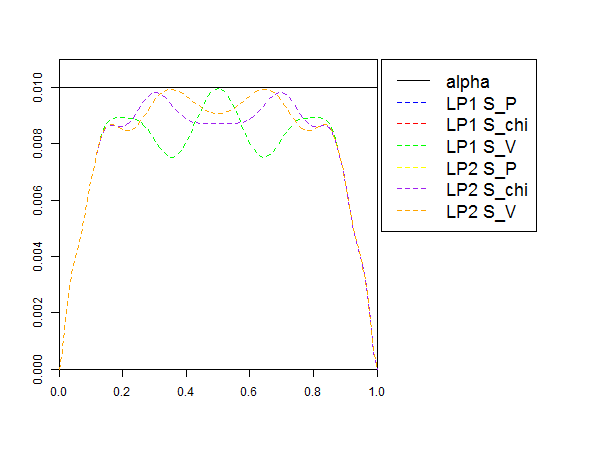 0.010
0.008
0.006
0.004
0.002
0.000
0.0 0.2 0.4 0.6 0.8 1.0
alpha
LP1 S_P
LP1 S_chi
LP1 S_V
LP2 S_P
LP2 S_chi
LP2 S_V